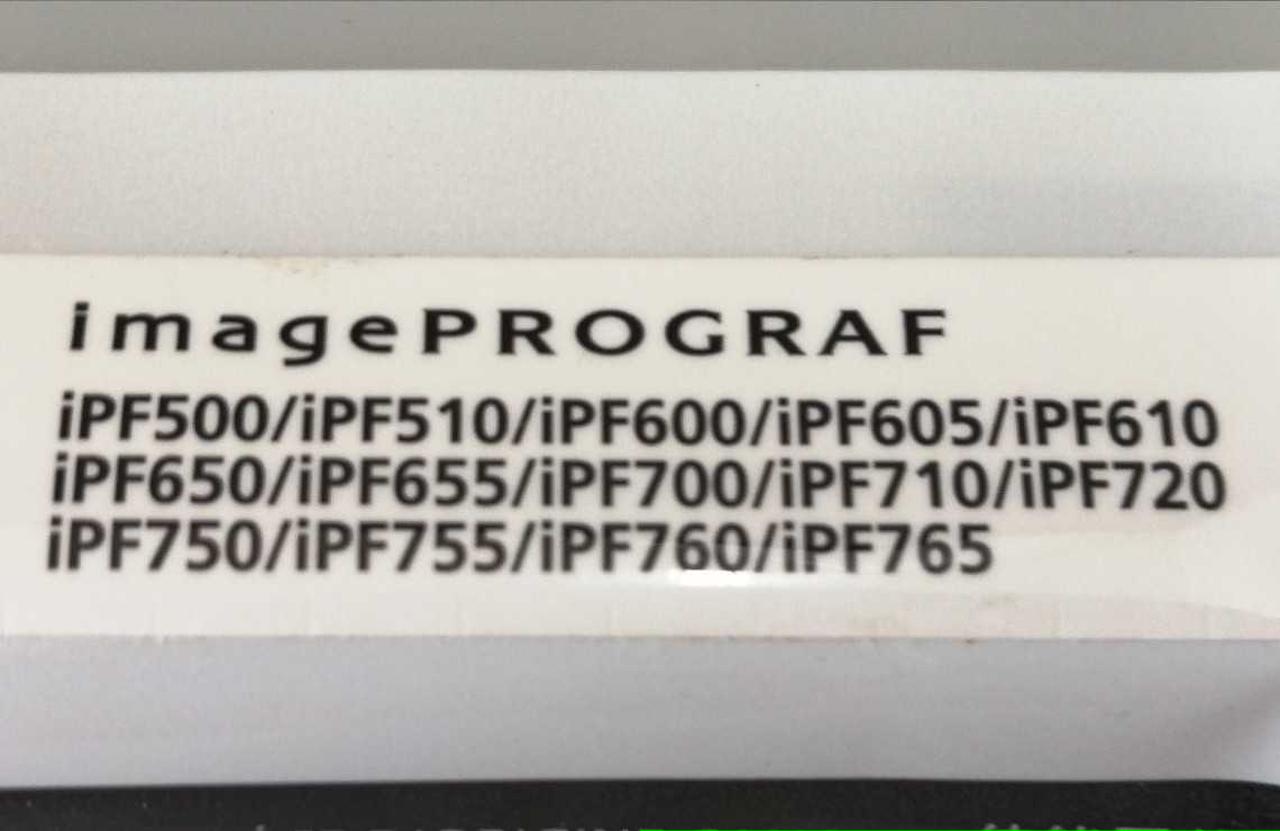 imagePROGRAF
iPF500/iPF510/iPF600/iPF605/iPF610
iPF650/iPF655/iPF700/iPF710/iPF720
iPF750/iPF755/iPF760/iPF765